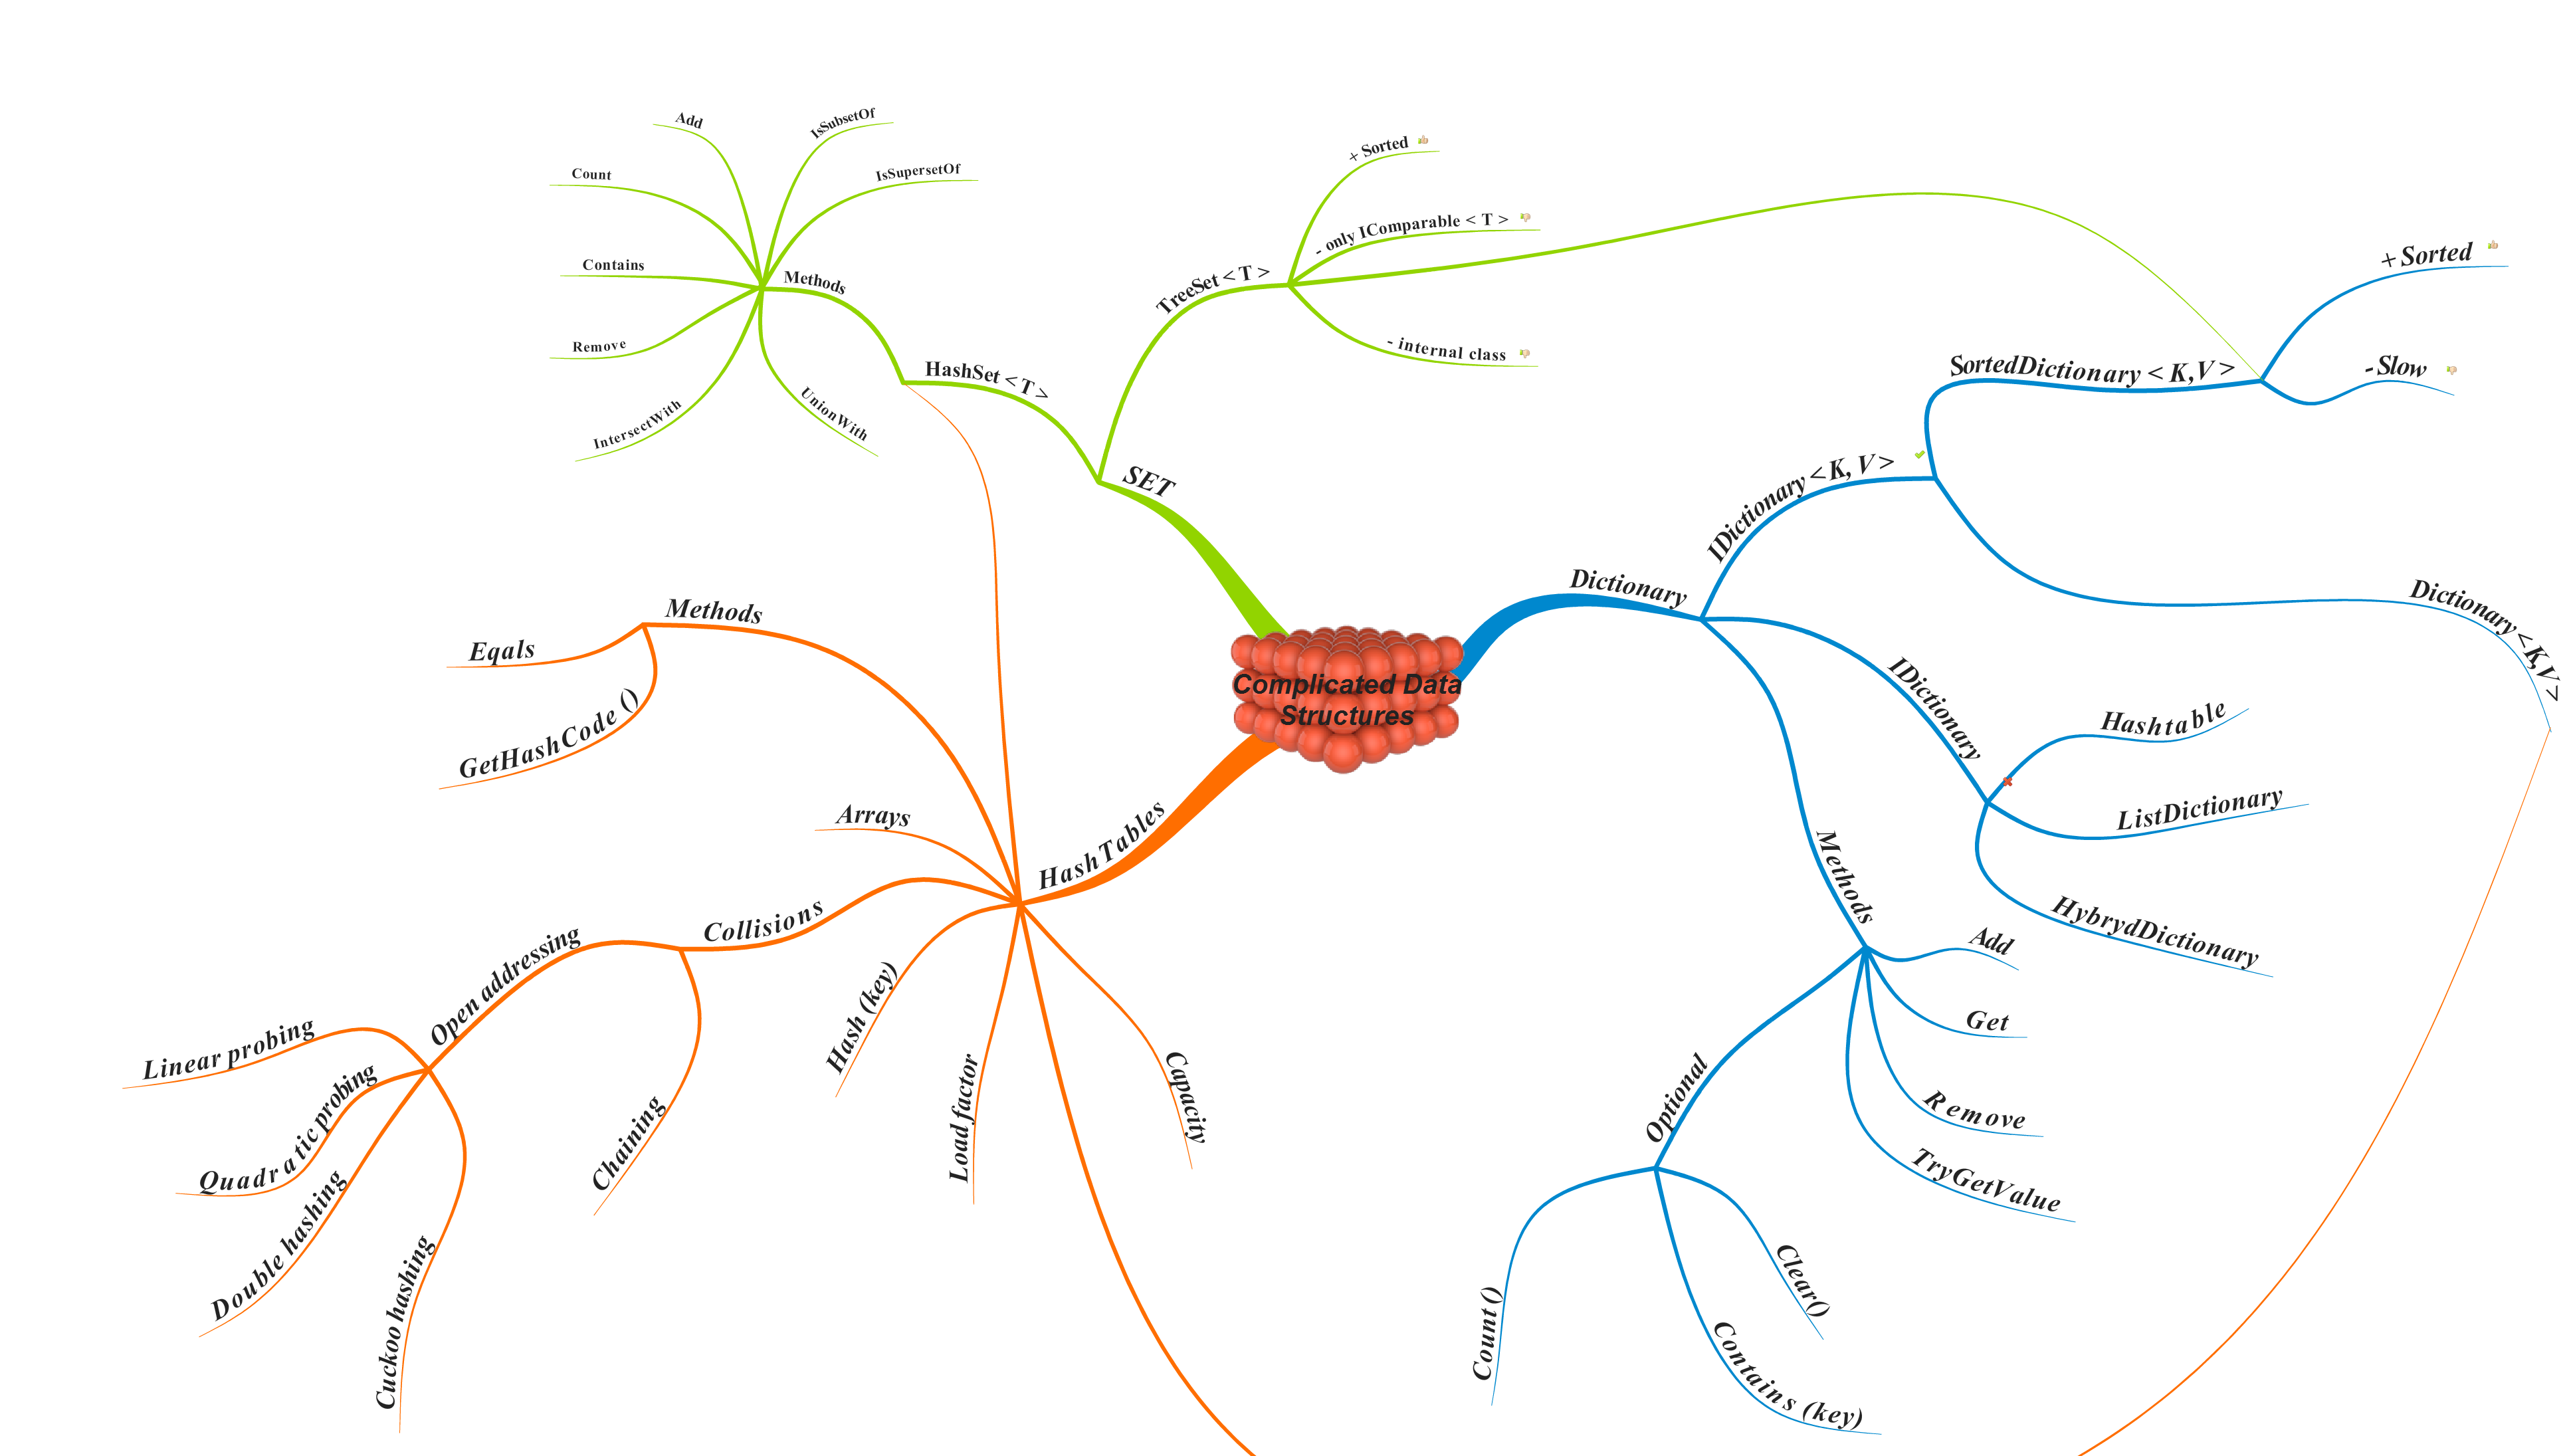 Complicated Data
Structures
SET
HashSet < T >
Methods
Add
Count
Contains
Remove
IntersectWith
UnionWith
IsSubsetOf
IsSupersetOf
TreeSet < T >
+ Sorted
- only IComparable < T >
- internal class
Dictionary
IDictionary < K, V >
SortedDictionary < K,V >
+ Sorted
- Slow
Dictionary < K,V >
IDictionary
Hashtable
ListDictionary
HybrydDictionary
Methods
Add
Get
Remove
TryGetValue
Optional
Count ()
Contains (key)
Clear()
HashTables
Methods
Eqals
GetHashCode ()
Arrays
Collisions
Open addressing
Linear probing
Quadratic probing
Double hashing
Cuckoo hashing
Chaining
Hash (key)
Load factor
Capacity